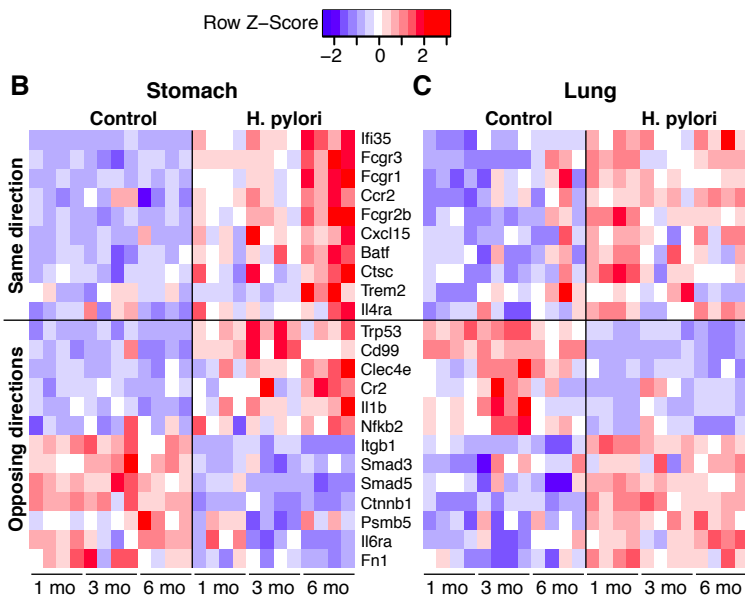 Row Z−Score
−2 0 2
B Stomach C Lung
Control H. pylori Control H. pylori
Same direction
Ifi35
Fcgr3
Fcgr1
Ccr2
Fcgr2b
Cxcl15
Batf
Ctsc
Trem2
Il4ra
Opposing directions
Trp53
Cd99
Clec4e
Cr2
Il1b
Nfkb2
Itgb1
Smad3
Smad5
Ctnnb1
Psmb5
Il6ra
Fn1
1 mo 3 mo 6 mo 1 mo 3 mo 6 mo 1 mo 3 mo 6 mo 1 mo 3 mo 6 mo